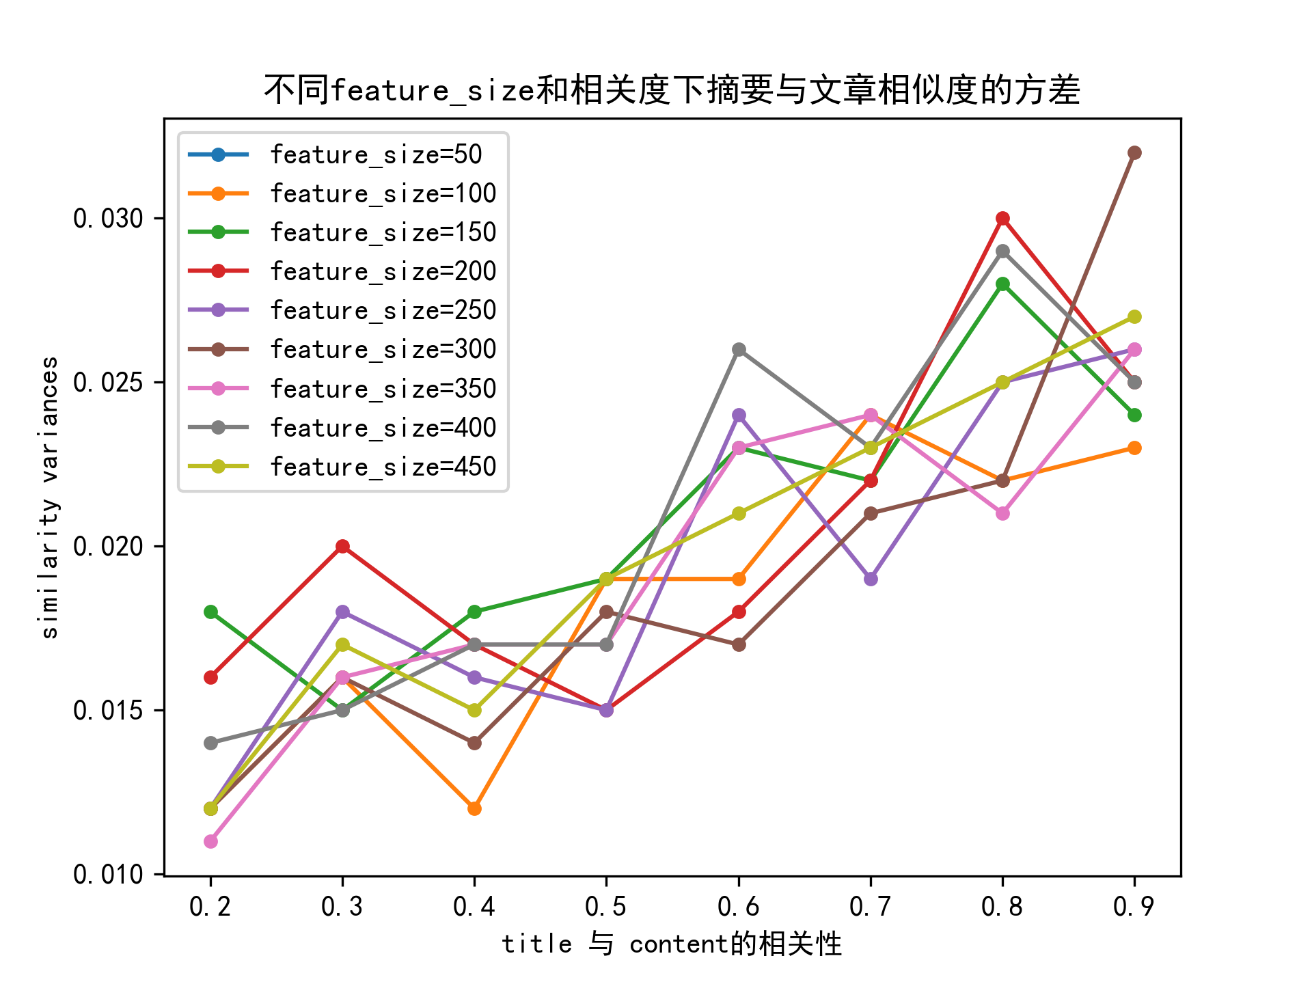 不同feature_size和相关度下摘要与文章相似度的方差
feature_size=50
feature_size=100
feature_size=150
feature_size=200
feature_size=250
feature_size=300
feature_size=350
feature_size=400
feature_size=450
similarity variances
0.030
0.025
0.020
0.015
0.010
0.2 0.3 0.4 0.5 0.6 0.7 0.8 0.9
title 与 content的相关性